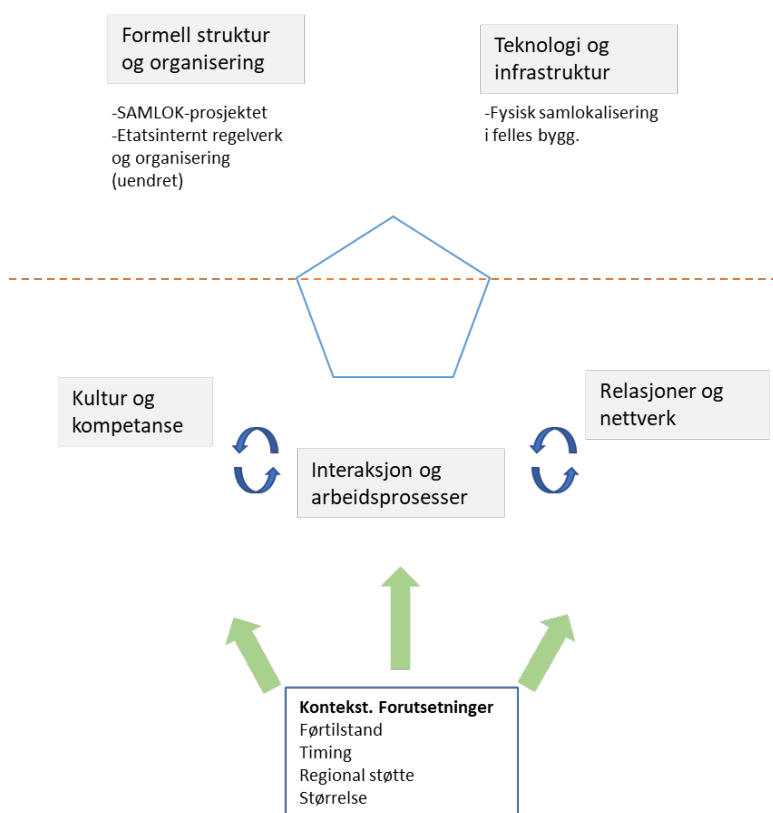 Formell struktur
og organisering
-SAMLOK-prosjektet
-Etatsinternt regelverk
og organisering
(uendret)
Teknologi og
infrastruktur
-Fysisk samlokalisering
i felles bygg.
Kultur og
kompetanse
Relasjoner og
nettverk
Interaksjon og
arbeidsprosesser
Kontekst. Forutsetninger
Førtilstand
Timing
Regional støtte
Størrelse